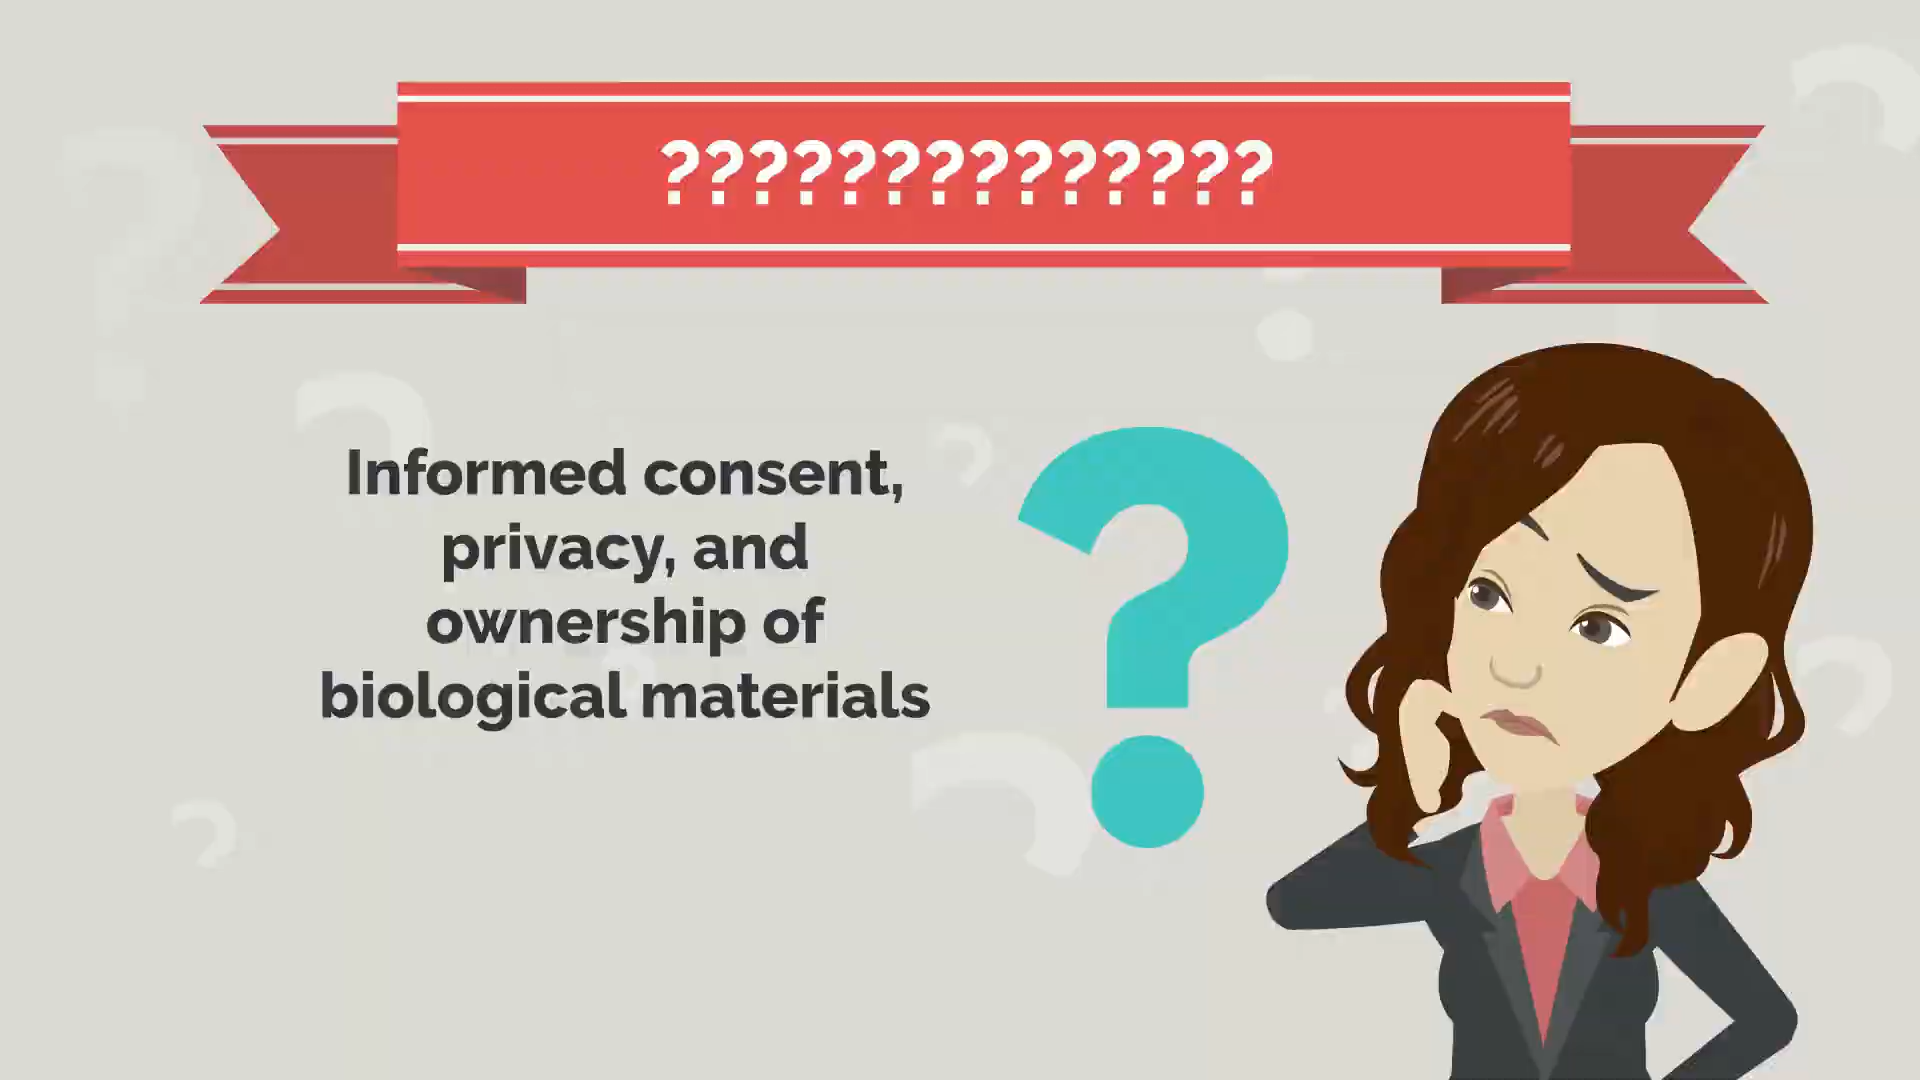 ??????????????
Informed consent,
privacy, and
ownership of
biological materials
?